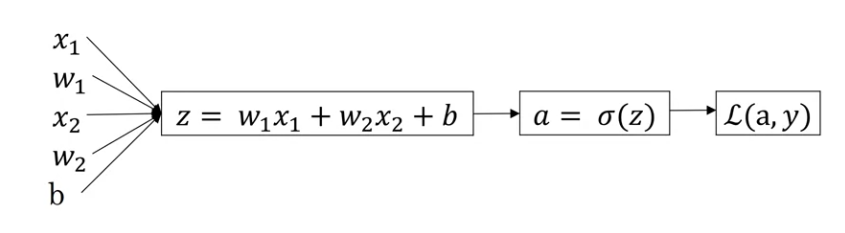 x₁
w₁
x₂
w₂
b
z = w₁x₁ + w₂x₂ + b
a = σ(z)
ℒ(a, y)